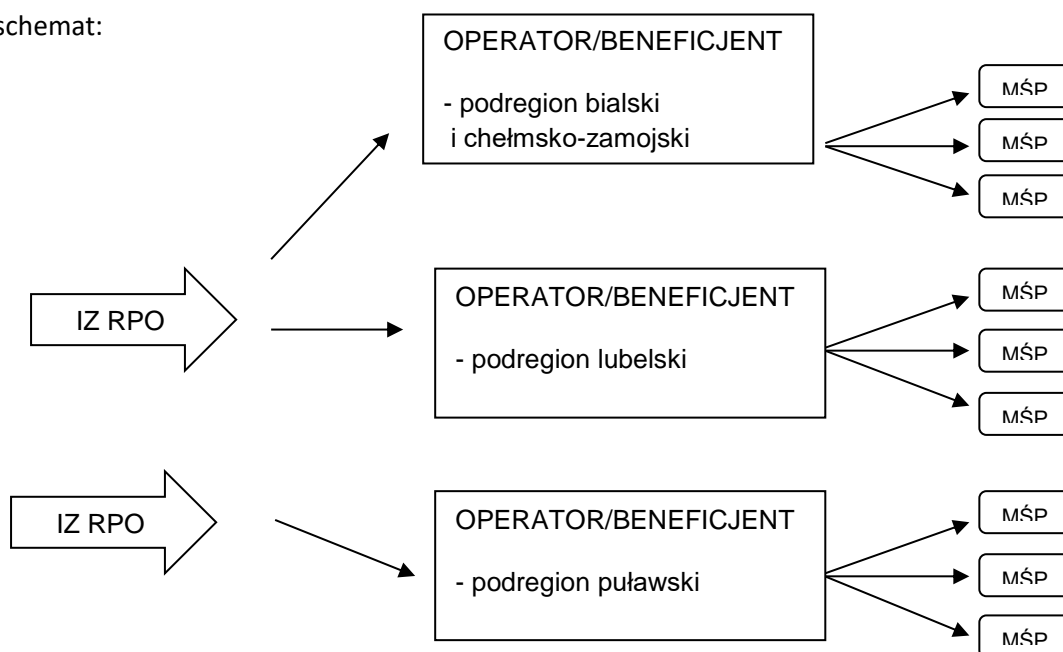 schemat:
OPERATOR/BENEFICJENT
- podregion bialski
i chełmsko-zamojski
MŚP
MŚP
MŚP
IZ RPO
OPERATOR/BENEFICJENT
- podregion lubelski
MŚP
MŚP
MŚP
IZ RPO
OPERATOR/BENEFICJENT
- podregion puławski
MŚP
MŚP
MŚP